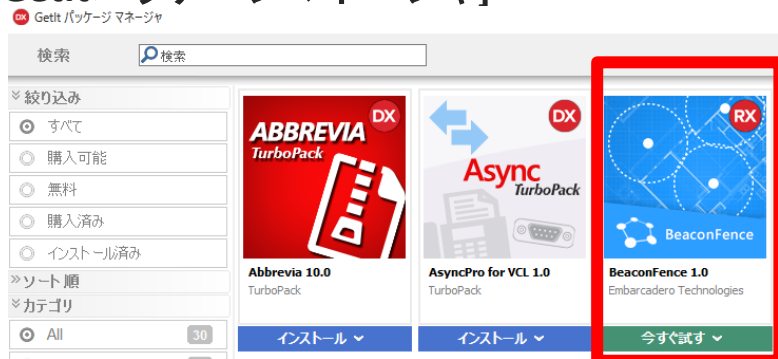 GetIt パッケージ マネージャ
検索
検索
絞り込み
すべて
購入可能
無料
購入済み
インストール済み
ソート順
カテゴリ
All
30
ABBREVIA
TurboPack
DX
Abbrevia 10.0
TurboPack
インストール
DX
Async
TurboPack
AsyncPro for VCL 1.0
TurboPack
インストール
RX
BeaconFence
BeaconFence 1.0
Embarcadero Technologies
今すぐ試す